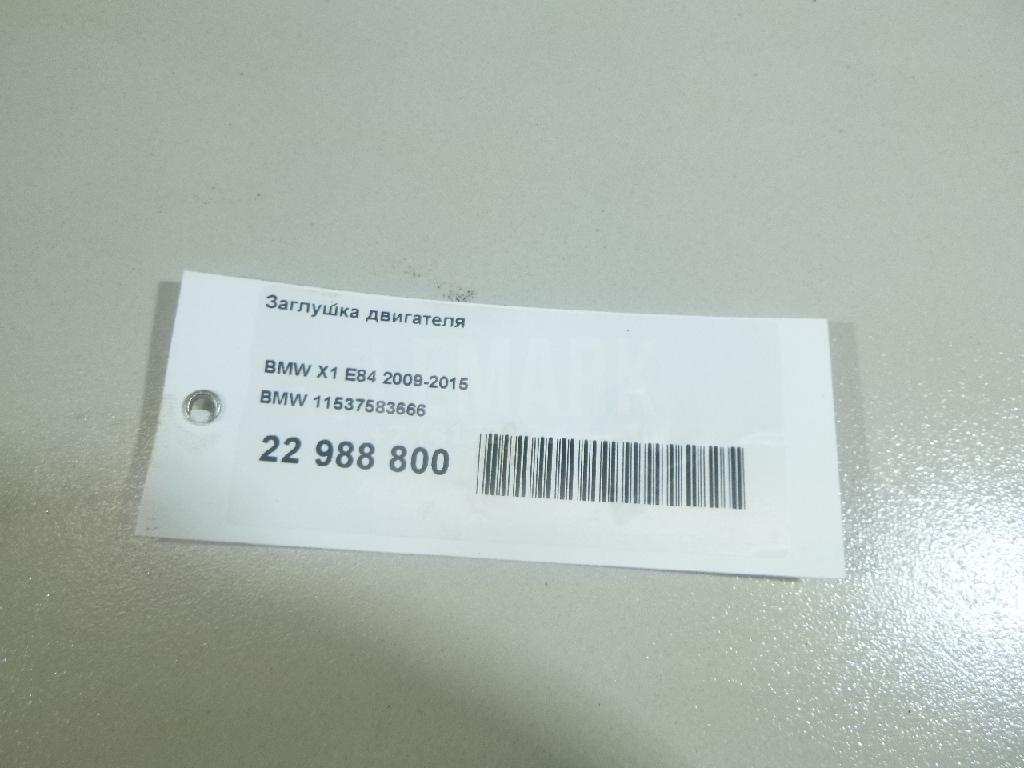 Заглушка двигателя
BMW X1 E84 2009-2015
BMW 11537583666
22 988 800